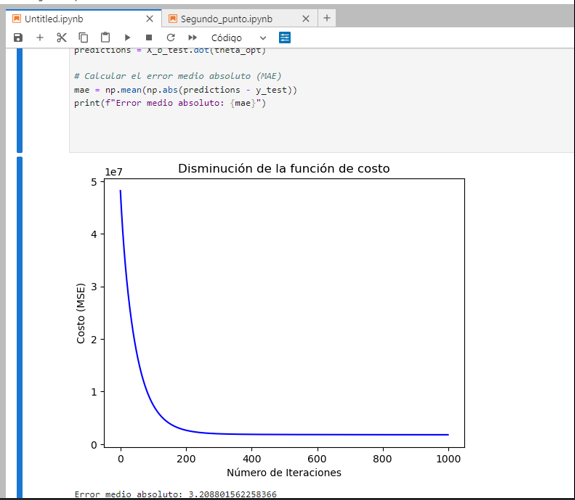 Untitled.ipynb
Segundo_punto.ipynb
Código
predictions = X_b_test.dot(theta_opt)
# Calcular el error medio absoluto (MAE)
mae = np.mean(np.abs(predictions - y_test))
print(f"Error medio absoluto: {mae}")
Disminución de la función de costo
1e7
5
4
3
2
1
0
Costo (MSE)
0 200 400 600 800 1000
Número de Iteraciones
Error medio absoluto: 3.208801562258366